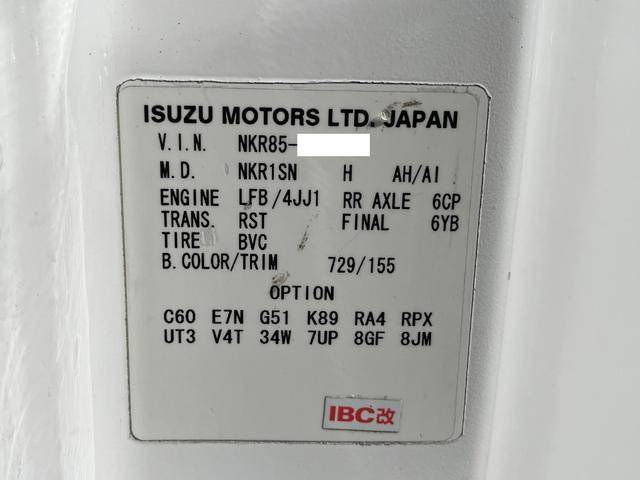 ISUZU MOTORS LTD. JAPAN
V.I.N. NKR85-
M.D. NKR1SN H AH/AI
ENGINE LFB/4JJ1 RR AXLE 6CP
TRANS. RST FINAL 6YB
TIRE BVC
B.COLOR/TRIM 729/155
OPTION
C60 E7N G51 K89 RA4 RPX
UT3 V4T 34W 7UP 8GF 8JM
IBC改